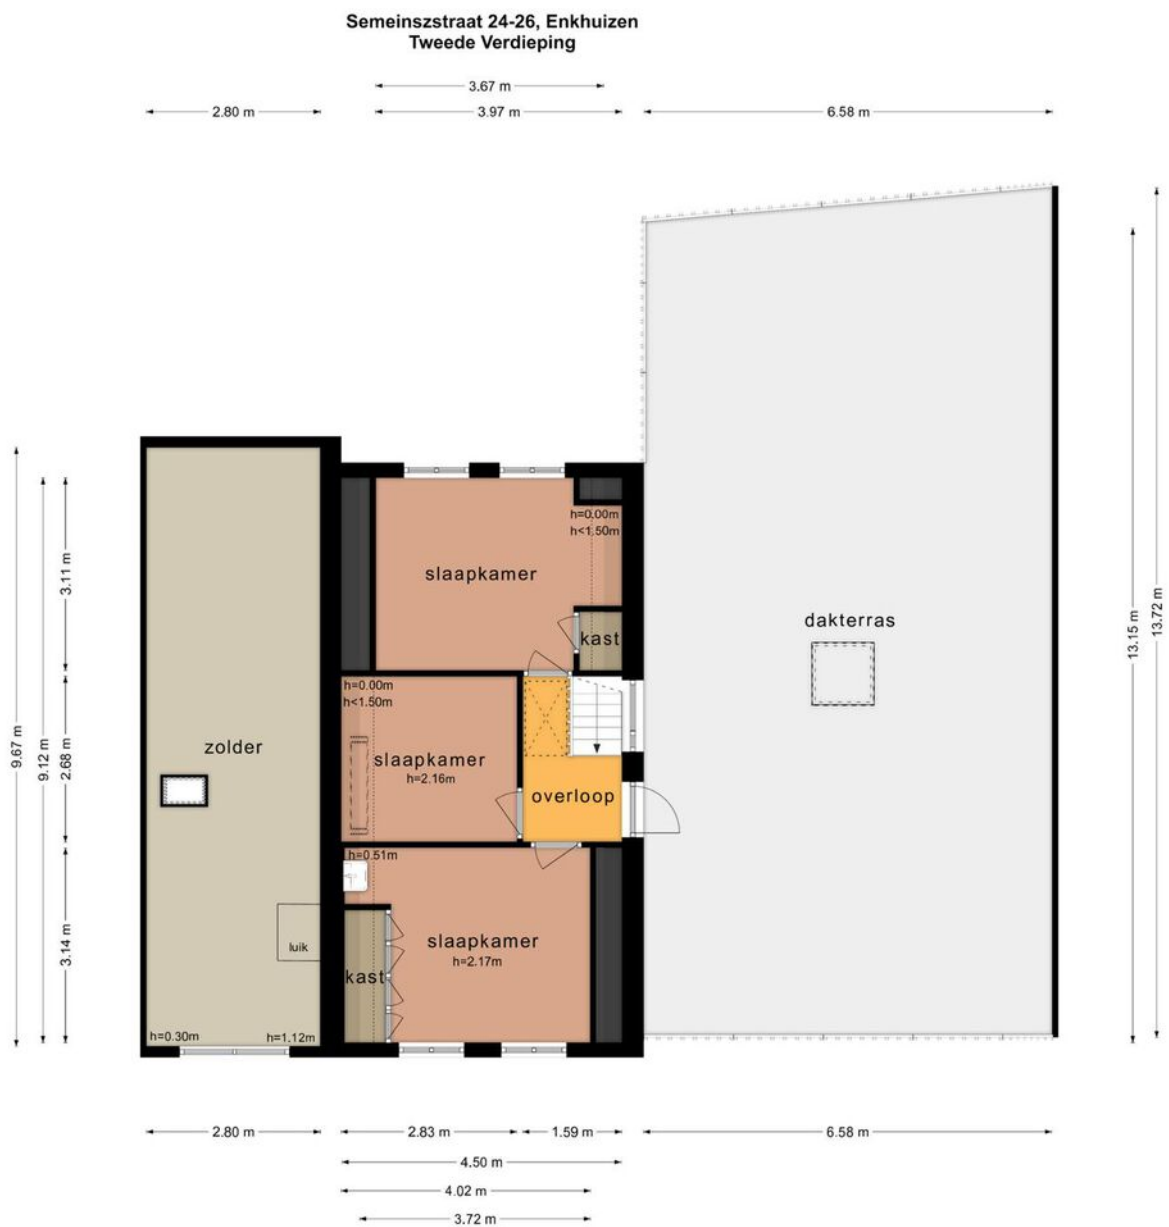 Semeinszstraat 24-26, Enkhuizen
Tweede Verdieping
3.67 m
2.80 m
3.97 m
6.58 m
h=0.00m
h<1.50m
slaapkamer
3.11 m
dakterras
kast
13.15 m
13.72 m
h=0.00m
h<1.50m
zolder
slaapkamer
h=2.16m
9.67 m
9.12 m
2.68 m
overloop
h=0.51m
slaapkamer
h=2.17m
luik
3.14 m
kast
h=0.30m
h=1.12m
2.80 m
2.83 m
1.59 m
6.58 m
4.50 m
4.02 m
3.72 m